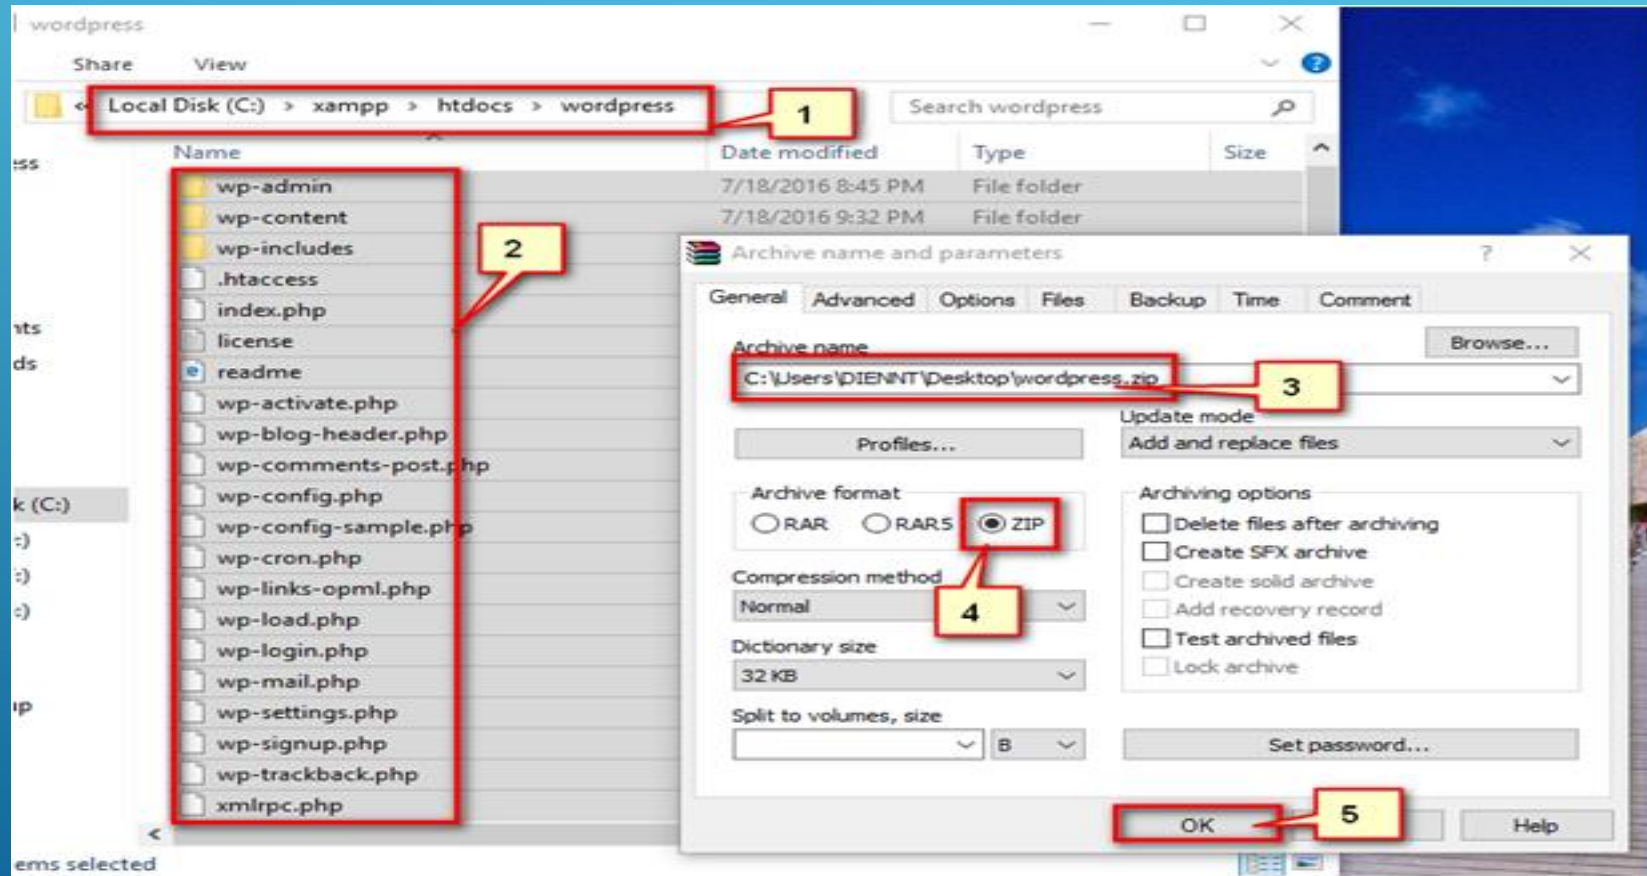 wordpress
Share View
« Local Disk (C:) > xampp > htdocs > wordpress
1
Search wordpress
Name Date modified Type Size
wp-admin 7/18/2016 8:45 PM File folder
wp-content 7/18/2016 9:32 PM File folder
wp-includes
2
.htaccess
index.php
license
readme
wp-activate.php
wp-blog-header.php
wp-comments-post.php
wp-config.php
wp-config-sample.php
wp-cron.php
wp-links-opml.php
wp-load.php
wp-login.php
wp-mail.php
wp-settings.php
wp-signup.php
wp-trackback.php
xmlrpc.php
k (C:)
ems selected
Archive name and parameters
General Advanced Options Files Backup Time Comment
Archive name
Browse...
C:\Users\DIENNT\Desktop\wordpress.zip
3
Update mode
Profiles...
Add and replace files
Archive format
RAR RAR5 ZIP
4
Archiving options
Delete files after archiving
Create SFX archive
Create solid archive
Add recovery record
Test archived files
Lock archive
Compression method
Normal
Dictionary size
32 KB
Split to volumes, size
B
Set password...
OK
5
Help